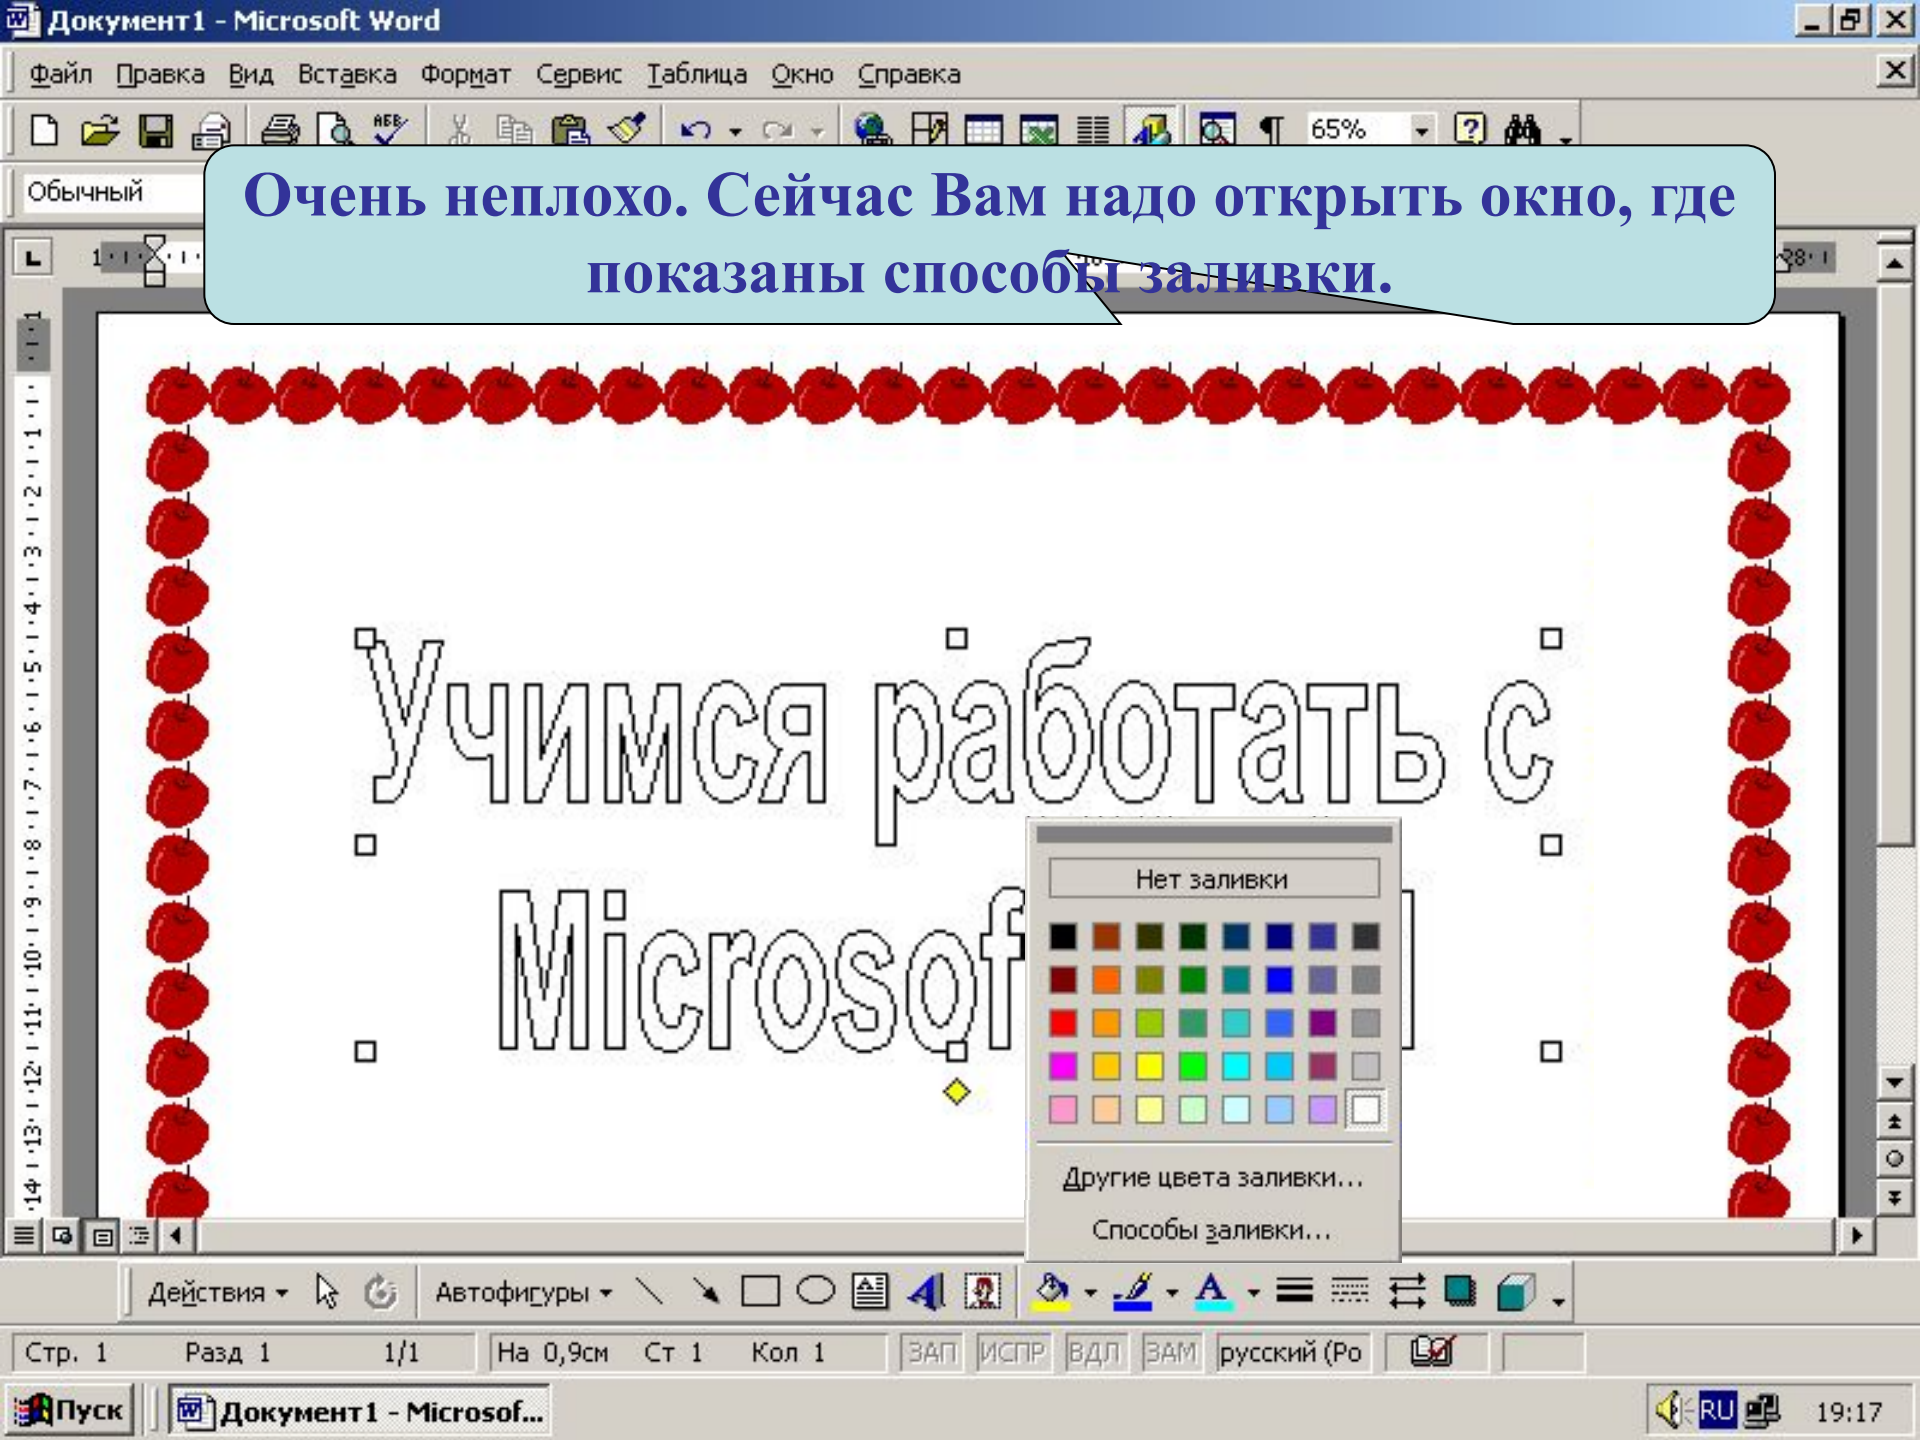 Документ1 - Microsoft Word
Файл Правка Вид Вставка Формат Сервис Таблица Окно Справка
65%
Обычный
Очень неплохо. Сейчас Вам надо открыть окно, где
показаны способы заливки.
Учимся работать с
Microsof
Нет заливки
Другие цвета заливки...
Способы заливки...
Действия Автофигуры
Стр. 1 Разд 1 1/1 На 0,9см Ст 1 Кол 1 ЗАП ИСПР ВДЛ ЗАМ русский (Ро
Пуск Документ1 - Microsof... RU 19:17